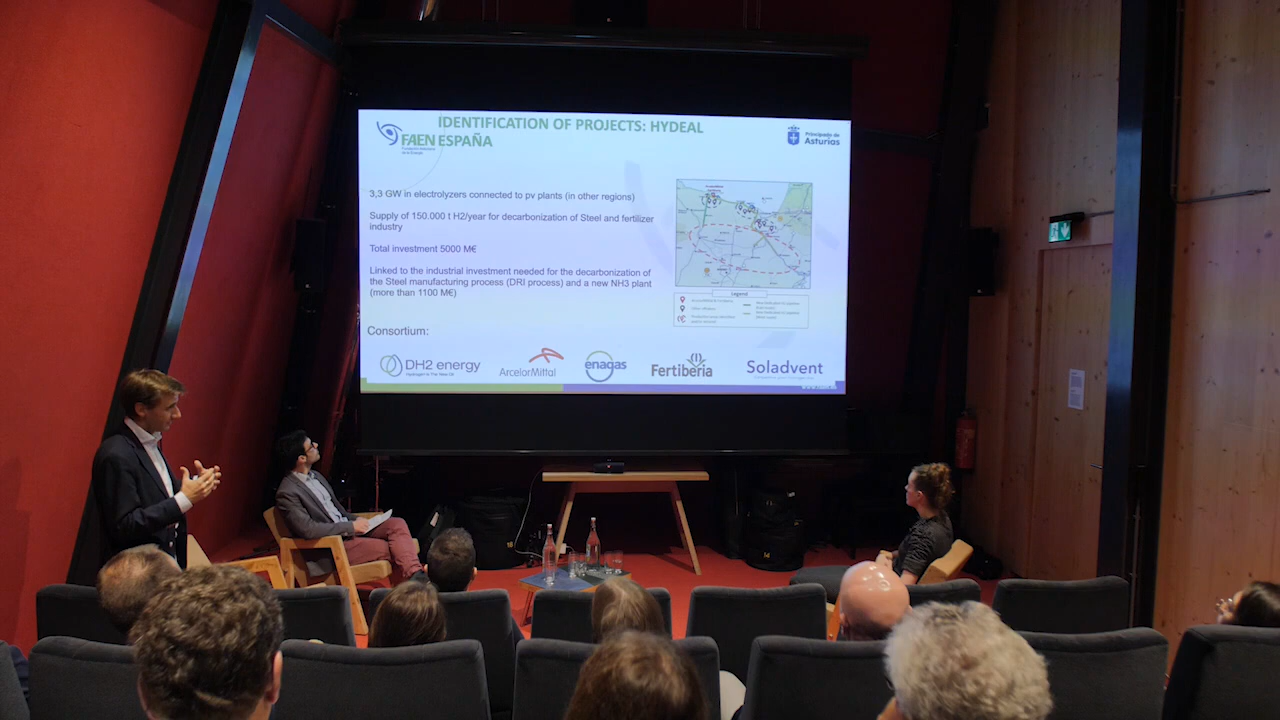 IDENTIFICATION OF PROJECTS: HYDEAL
FAEN ESPAÑA
Principado de
Asturias
3,3 GW in electrolyzers connected to pv plants (in other regions)
Supply of 150.000 t H2/year for decarbonization of Steel and fertilizer
industry
Total investment 5000 M€
Linked to the industrial investment needed for the decarbonization of
the Steel manufacturing process (DRI process) and a new NH3 plant
(more than 1100 M€)
Legend
Consortium:
DH2 energy
ArcelorMittal
enagas
Fertiberia
Soladvent